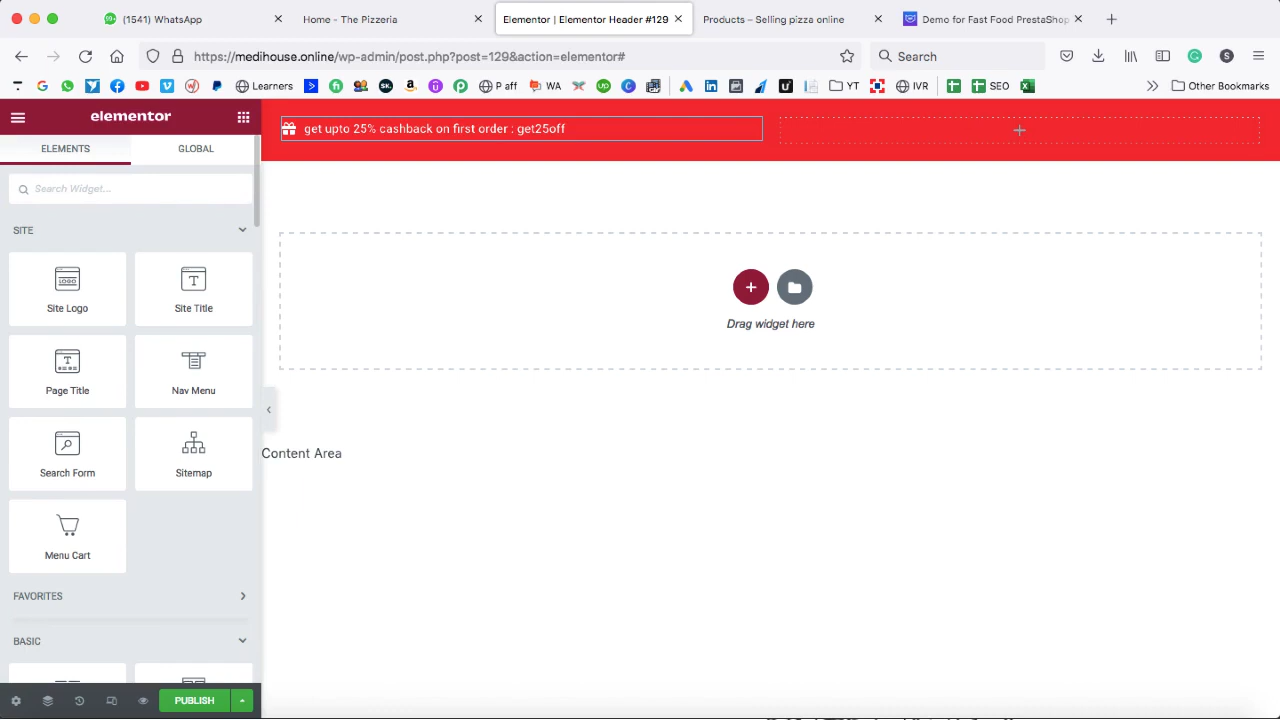 (1541) WhatsApp
Home - The Pizzeria
Elementor | Elementor Header #129
Products – Selling pizza online
Demo for Fast Food PrestaShop
https://medihouse.online/wp-admin/post.php?post=129&action=elementor#
Search
S
Learners
P aff
WA
YT
IVR
SEO
Other Bookmarks
elementor
get upto 25% cashback on first order : get25off
ELEMENTS
GLOBAL
Search Widget...
SITE
Site Logo
Site Title
Drag widget here
Page Title
Nav Menu
Content Area
Search Form
Sitemap
Menu Cart
FAVORITES
BASIC
PUBLISH